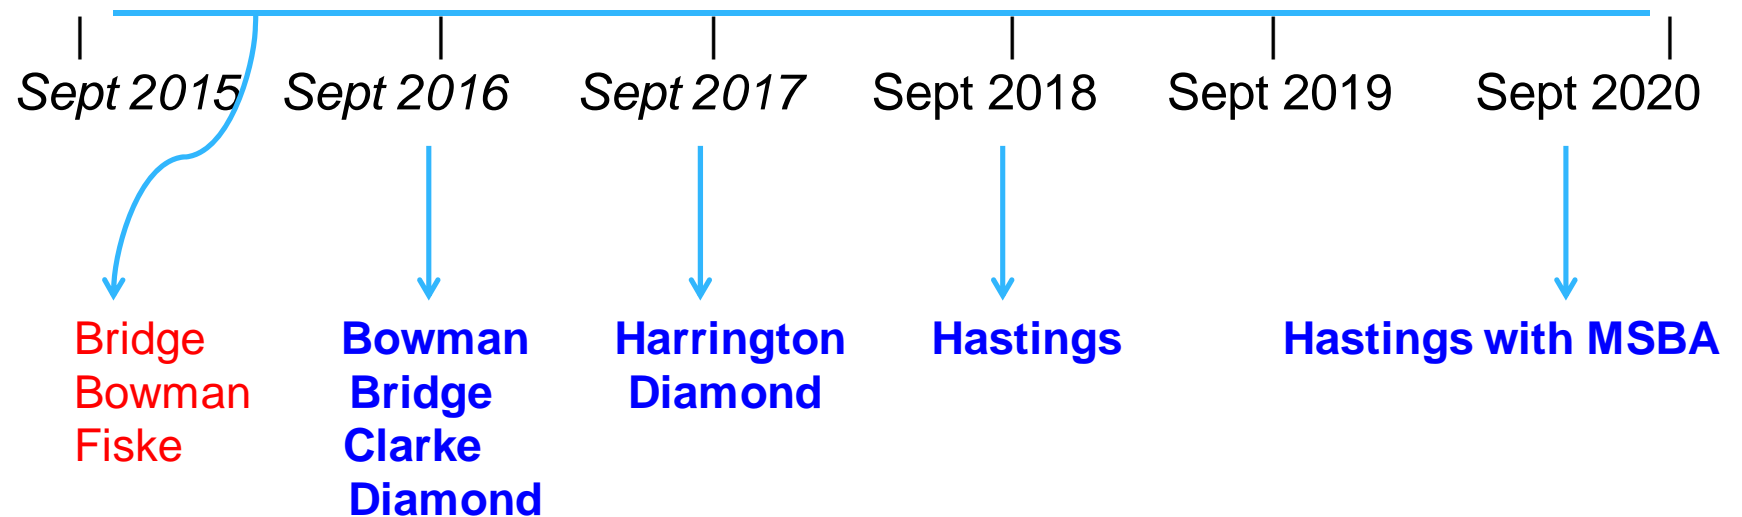 Sept 2015 Sept 2016 Sept 2017 Sept 2018 Sept 2019 Sept 2020
Bridge Bowman Harrington Hastings Hastings with MSBA
Bowman Bridge Diamond
Fiske Clarke
Diamond